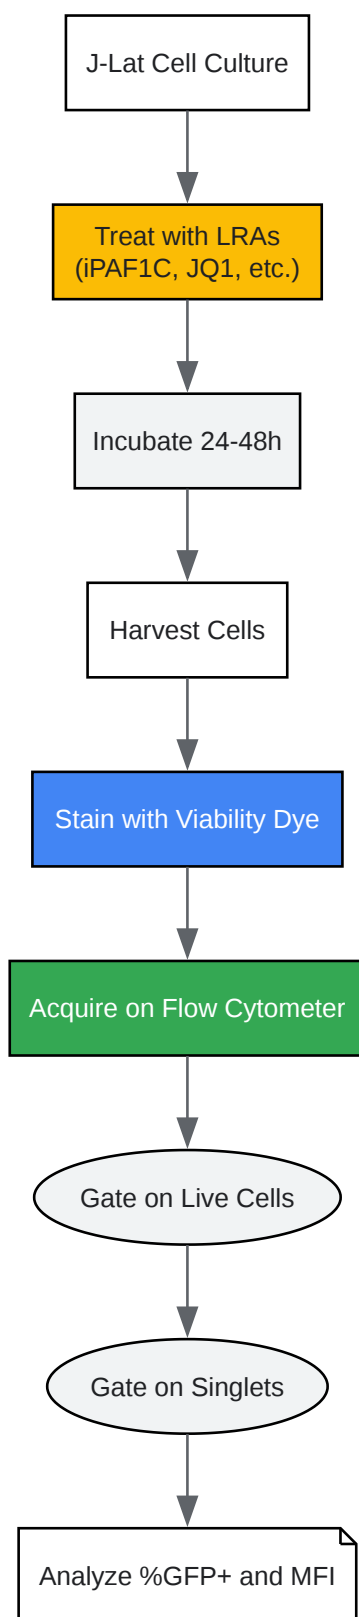 J-Lat Cell Culture
Treat with LRAs
(iPAF1C, JQ1, etc.)
Incubate 24-48h
Harvest Cells
Stain with Viability Dye
Acquire on Flow Cytometer
Gate on Live Cells
Gate on Singlets
Analyze %GFP+ and MFI